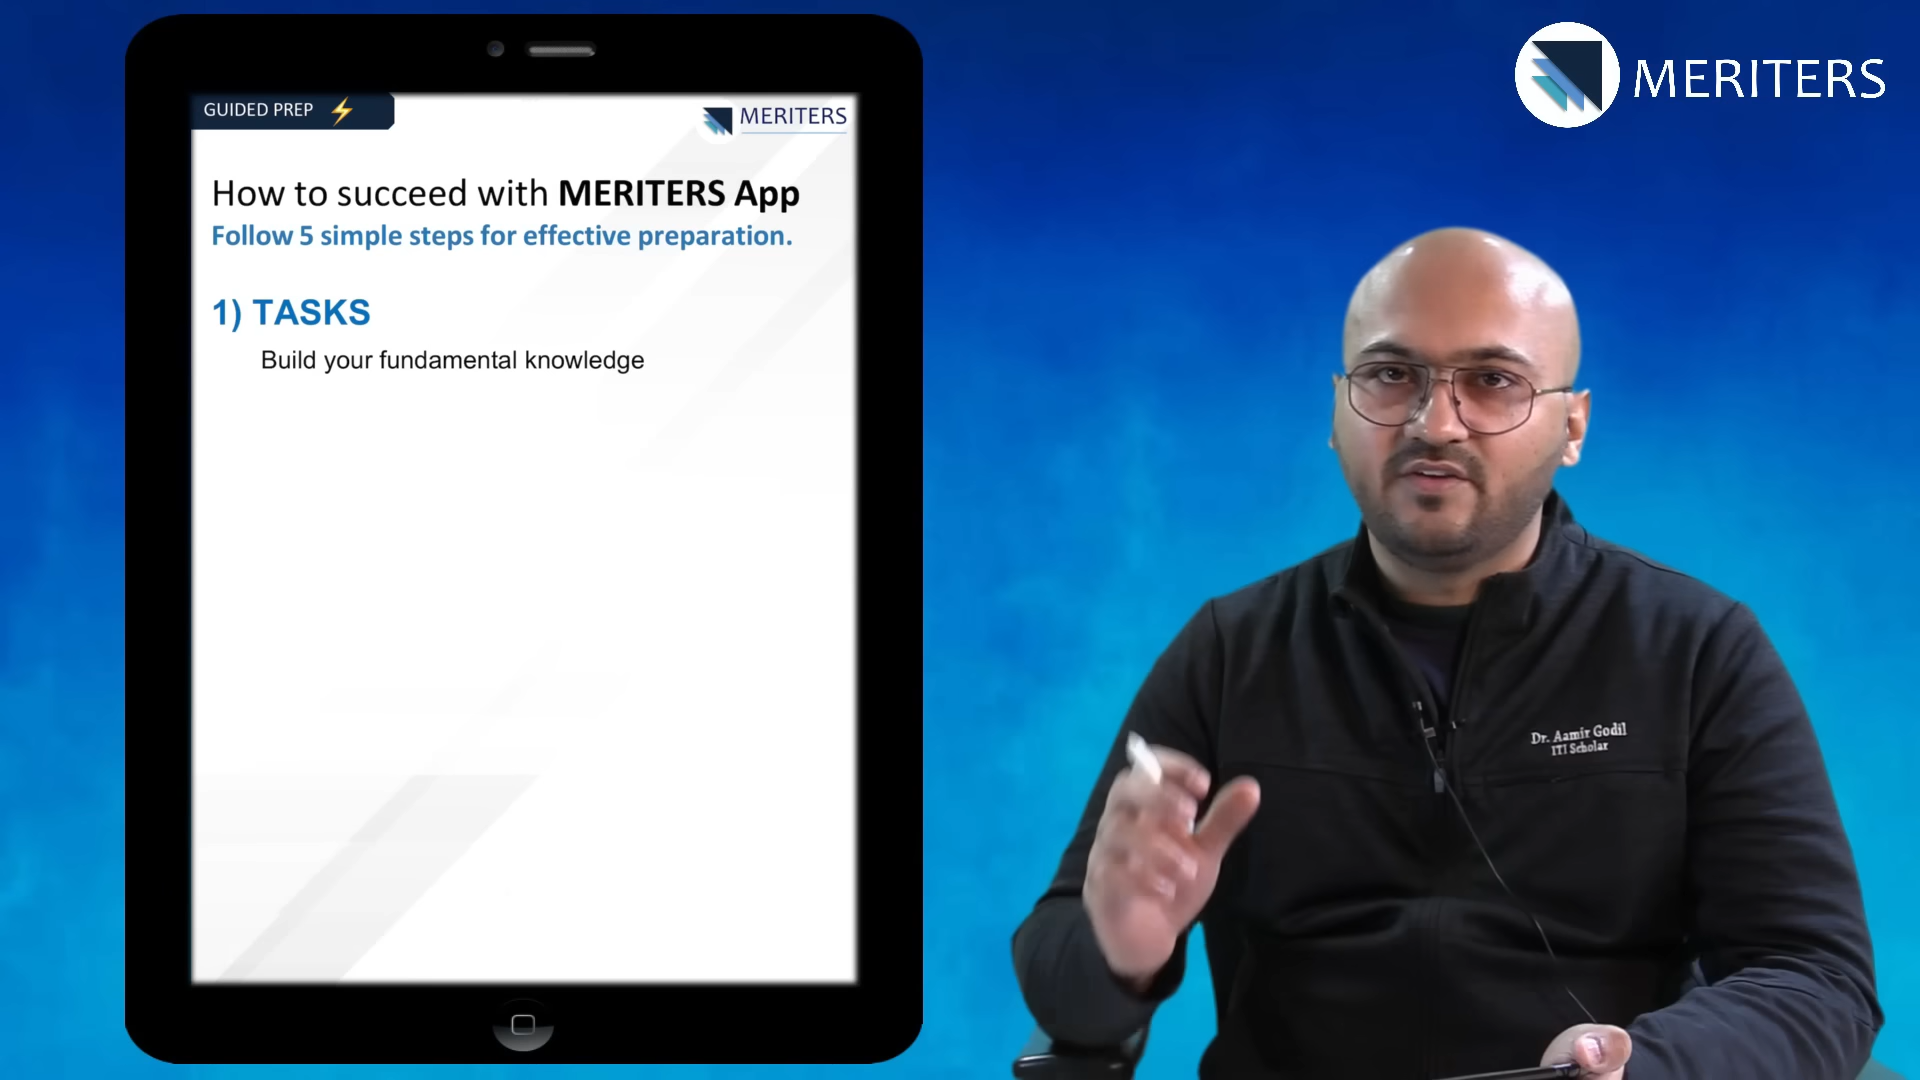 GUIDED PREP
MERITERS
How to succeed with MERITERS App
Follow 5 simple steps for effective preparation.
1) TASKS
Build your fundamental knowledge
MERITERS
Dr. Aamir Godil
ITI Scholar